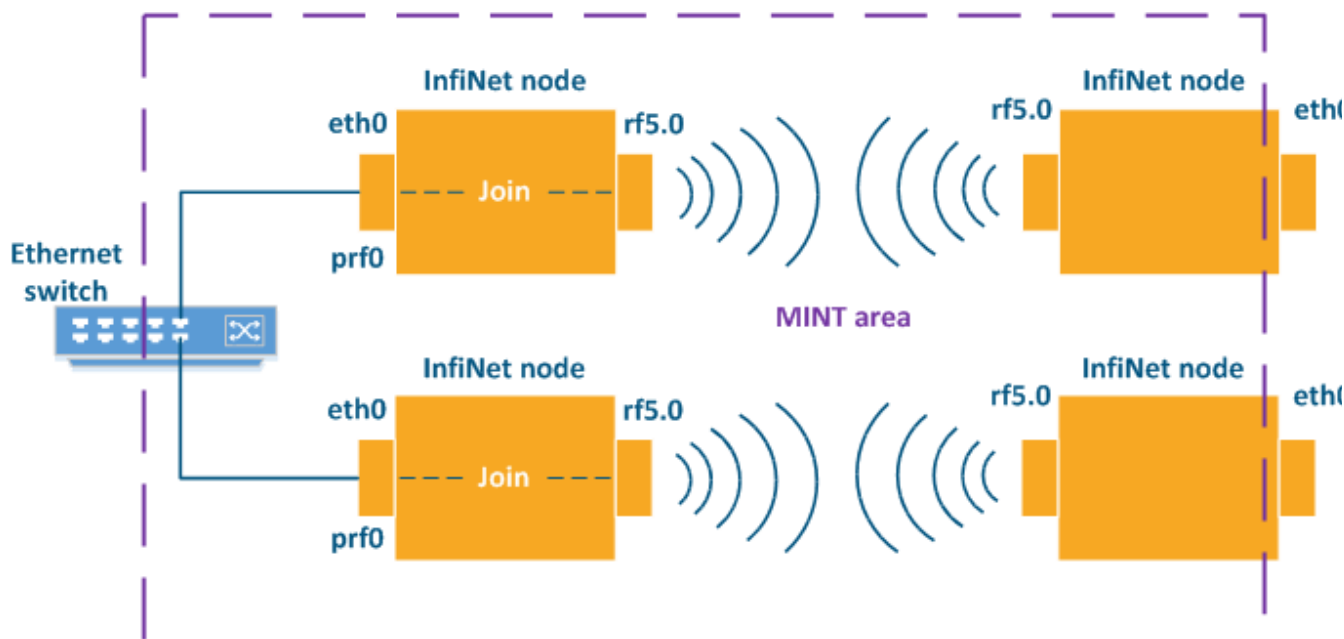 InfiNet node
InfiNet node
eth0
rf5.0
rf5.0
eth0
Join
Ethernet
switch
prf0
MINT area
InfiNet node
InfiNet node
eth0
rf5.0
rf5.0
eth0
Join
prf0